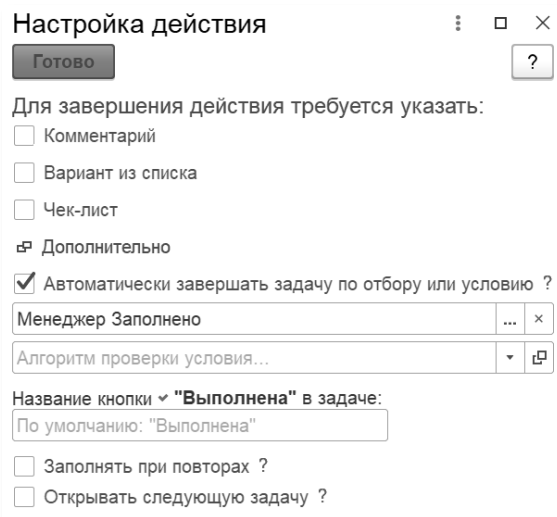 Настройка действия
Готово
?
Для завершения действия требуется указать:
Комментарий
Вариант из списка
Чек-лист
Дополнительно
Автоматически завершать задачу по отбору или условию ?
Менеджер Заполнено ... ×
Алгоритм проверки условия...
Название кнопки "Выполнена" в задаче:
По умолчанию: "Выполнена"
Заполнять при повторах ?
Открывать следующую задачу ?